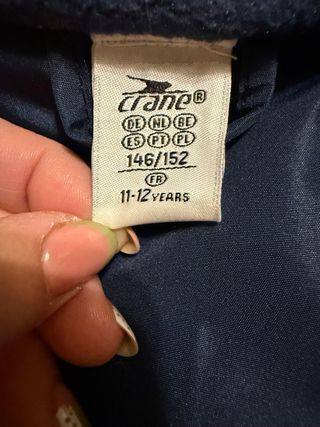 crane®
DE NL BE
ES PT PL
146/152
FR
11-12 YEARS